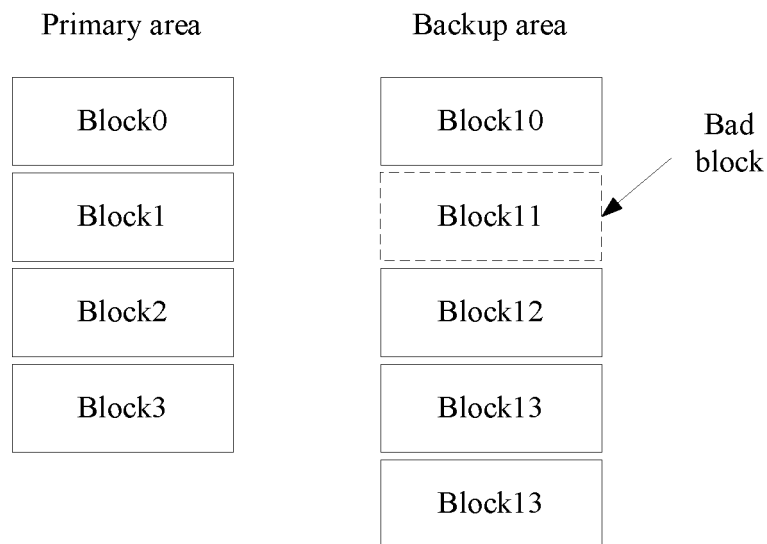 Primary area
Backup area
Block0
Block10
Bad
block
Block1
Block11
Block2
Block12
Block3
Block13
Block13